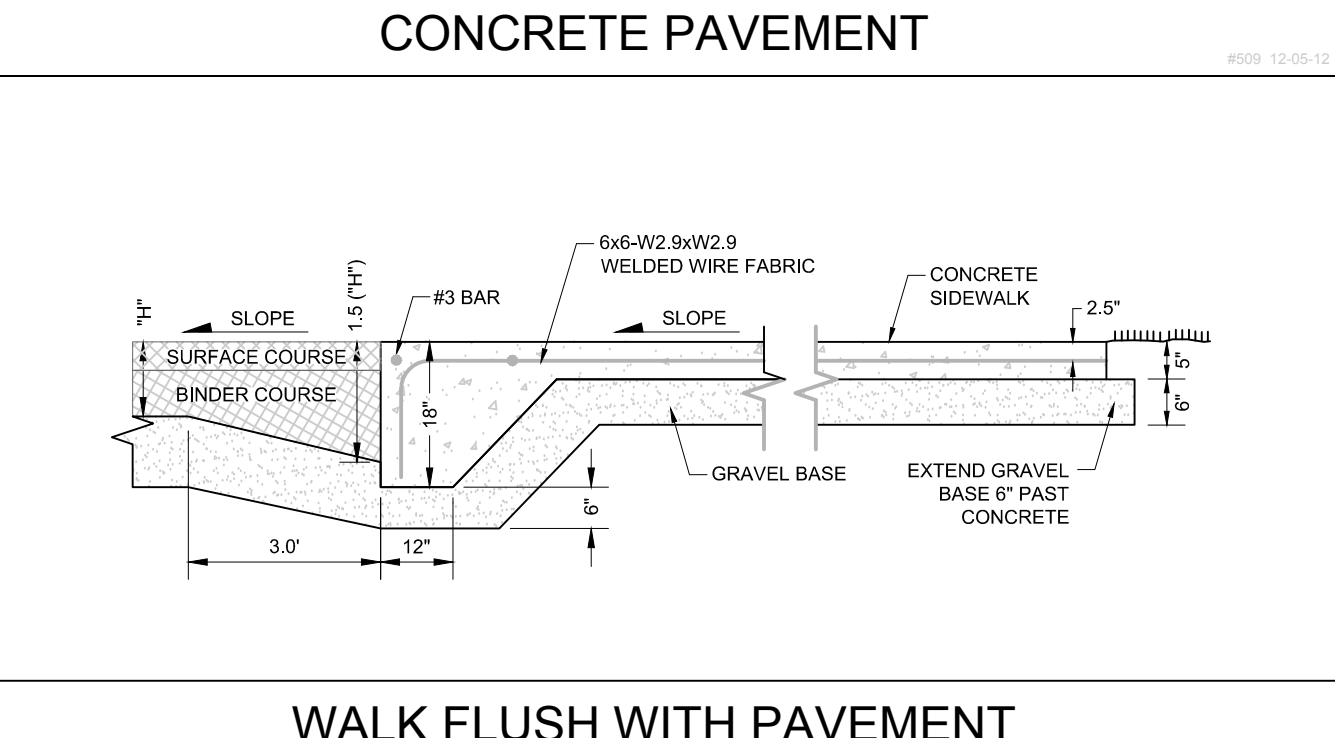 CONCRETE PAVEMENT
#509 12-05-12
6x6-W2.9xW2.9
WELDED WIRE FABRIC
CONCRETE
SIDEWALK
2.5"
#3 BAR
"H"
SLOPE
1.5 ("H")
SLOPE
SURFACE COURSE
BINDER COURSE
18"
5"
6"
GRAVEL BASE
EXTEND GRAVEL
BASE 6" PAST
CONCRETE
6"
3.0'
12"
WALK FLUSH WITH PAVEMENT